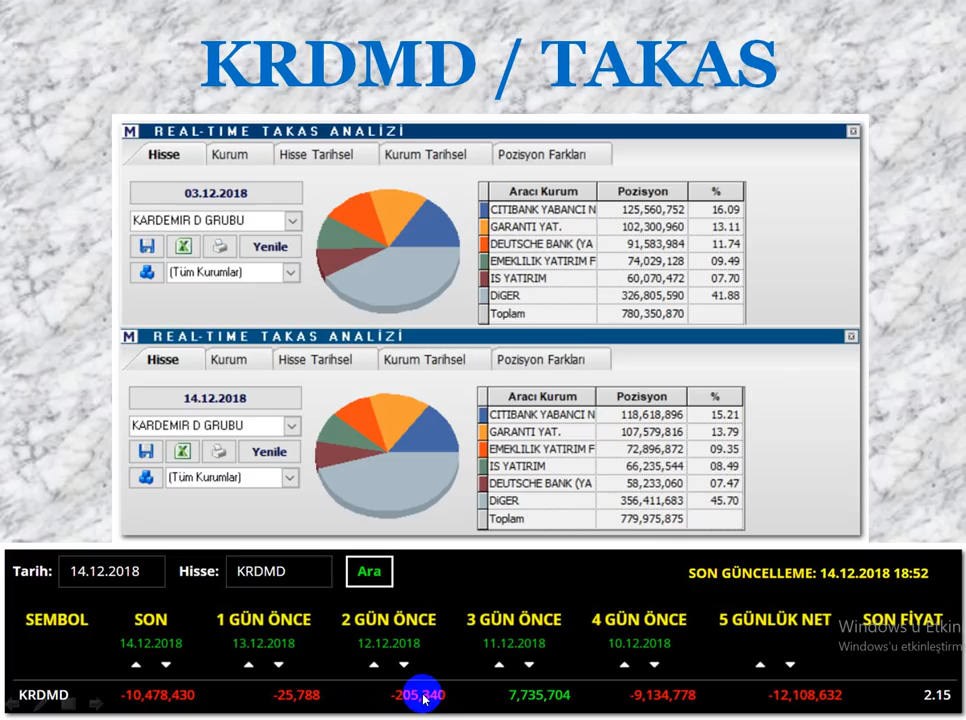 KRDMD / TAKAS
M REAL-TIME TAKAS ANALİZİ
Hisse Kurum Hisse Tarihsel Kurum Tarihsel Pozisyon Farkları
03.12.2018
KARDEMIR D GRUBU
Yenile
(Tüm Kurumlar)
Aracı Kurum Pozisyon %
CITIBANK YABANCI N 125,560,752 16.09
GARANTI YAT. 102,300,960 13.11
DEUTSCHE BANK (YA 91,583,984 11.74
EMEKLILIK YATIRIM F 74,029,128 09.49
IS YATIRIM 60,070,472 07.70
DiGER 326,805,590 41.88
Toplam 780,350,870
M REAL-TIME TAKAS ANALİZİ
Hisse Kurum Hisse Tarihsel Kurum Tarihsel Pozisyon Farkları
14.12.2018
KARDEMIR D GRUBU
Yenile
(Tüm Kurumlar)
Aracı Kurum Pozisyon %
CITIBANK YABANCI N 118,618,896 15.21
GARANTI YAT. 107,579,816 13.79
EMEKLILIK YATIRIM F 72,896,872 09.35
IS YATIRIM 66,235,544 08.49
DEUTSCHE BANK (YA 58,233,060 07.47
DiGER 356,411,683 45.70
Toplam 779,975,875
Tarih: 14.12.2018 Hisse: KRDMD Ara
SON GÜNCELLEME: 14.12.2018 18:52
SEMBOL SON 1 GÜN ÖNCE 2 GÜN ÖNCE 3 GÜN ÖNCE 4 GÜN ÖNCE 5 GÜNLÜK NET SON FİYAT
Windows'u Etkin
14.12.2018 13.12.2018 12.12.2018 11.12.2018 10.12.2018
Windows'u etkinleştirm
KRDMD -10,478,430 -25,788 -205,340 7,735,704 -9,134,778 -12,108,632 2.15